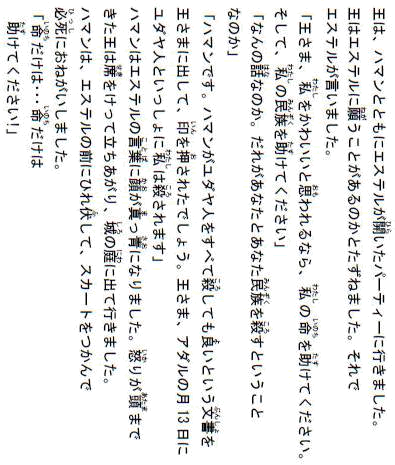 王は、ハマンとともにエステルが開いたパーティーに行きました。
王はエステルに願うことがあるのかとたずねました。それで
エステルが言いました。
「王さま、私をかわいいと思われるなら、私の命を助けてください。
そして、私の民族を助けてください」
「なんの話なのか。だれがあなたとあなた民族を殺すということ
なのか」
「ハマンです。ハマンがユダヤ人をすべて殺しても良いという文書を
王さまに出して、印を押されたでしょう。王さま、アダルの月13日に
ユダヤ人といっしょに私は殺されます」
ハマンはエステルの言葉に顔が真っ青になりました。怒りが頭まで
きた王は席をけって立ちあがり、城の庭に出て行きました。
ハマンは、エステルの前にひれ伏して、スカートをつかんで
必死におねがいしました。
「命だけは…命だけは
助けてください!」